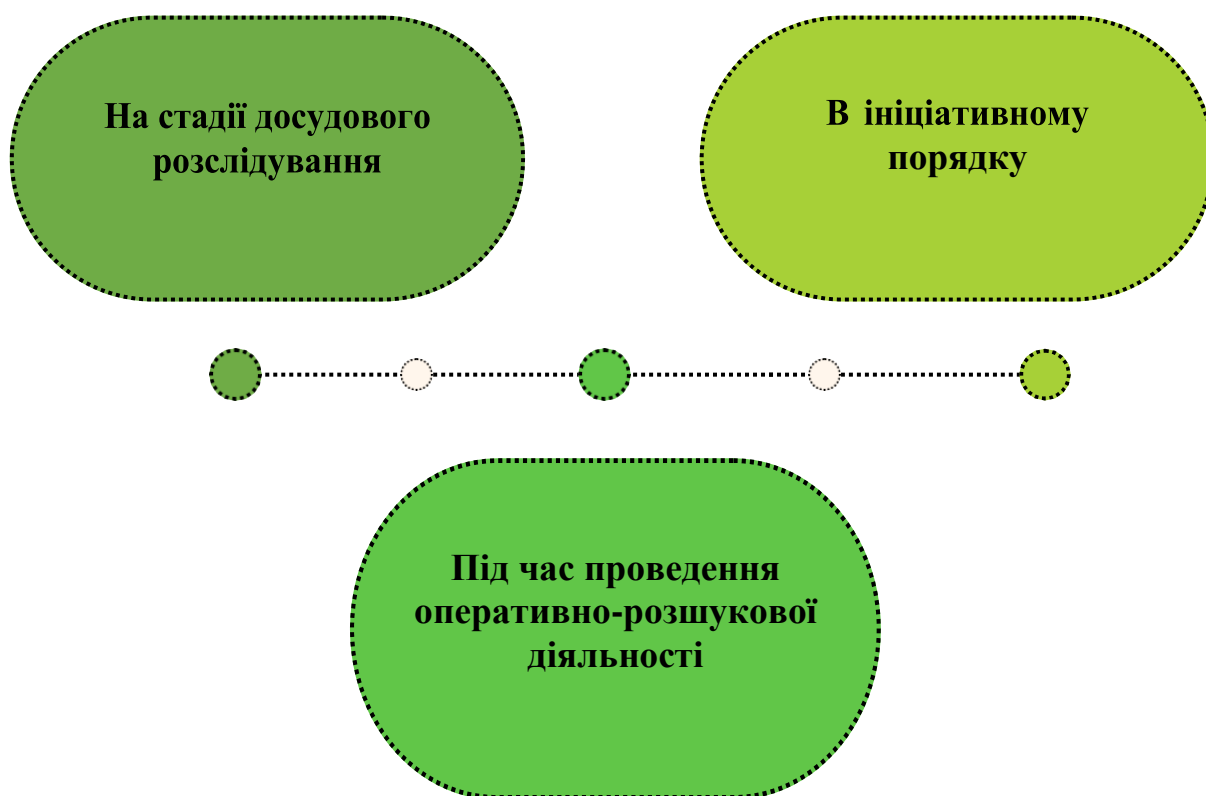 На стадії досудового
розслідування
В ініціативному
порядку
Під час проведення
оперативно-розшукової
діяльності